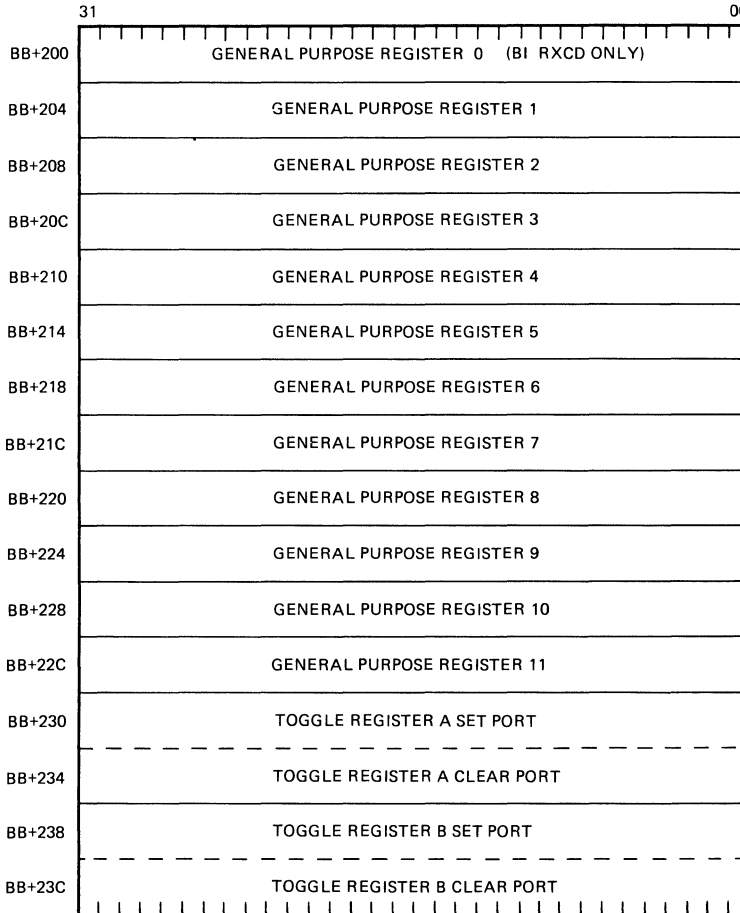 31 00
BB+200 GENERAL PURPOSE REGISTER 0 (BI RXCD ONLY)
BB+204 GENERAL PURPOSE REGISTER 1
BB+208 GENERAL PURPOSE REGISTER 2
BB+20C GENERAL PURPOSE REGISTER 3
BB+210 GENERAL PURPOSE REGISTER 4
BB+214 GENERAL PURPOSE REGISTER 5
BB+218 GENERAL PURPOSE REGISTER 6
BB+21C GENERAL PURPOSE REGISTER 7
BB+220 GENERAL PURPOSE REGISTER 8
BB+224 GENERAL PURPOSE REGISTER 9
BB+228 GENERAL PURPOSE REGISTER 10
BB+22C GENERAL PURPOSE REGISTER 11
BB+230 TOGGLE REGISTER A SET PORT
BB+234 TOGGLE REGISTER A CLEAR PORT
BB+238 TOGGLE REGISTER B SET PORT
BB+23C TOGGLE REGISTER B CLEAR PORT